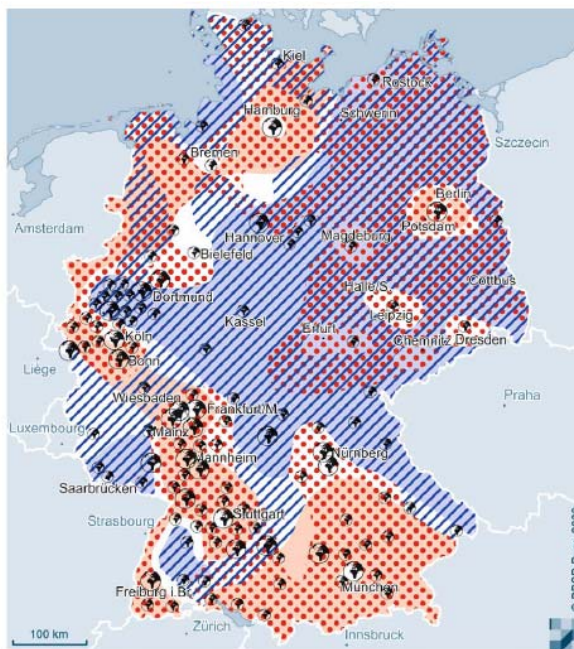 Kiel
Rostock
Hamburg
Schwerin
Szczecin
Bremen
Amsterdam
Berlin
Potsdam
Hannover
Magdeburg
Bielefeld
Cottbus
Dortmund
Halle/S.
Leipzig
Kassel
Köln
Erfurt
Chemnitz
Dresden
Bonn
Liège
Wiesbaden
Frankfurt/M.
Praha
Luxembourg
Mainz
Mannheim
Nürnberg
Saarbrücken
Strasbourg
Stuttgart
München
Freiburg i.Br.
Zürich
Innsbruck
100 km